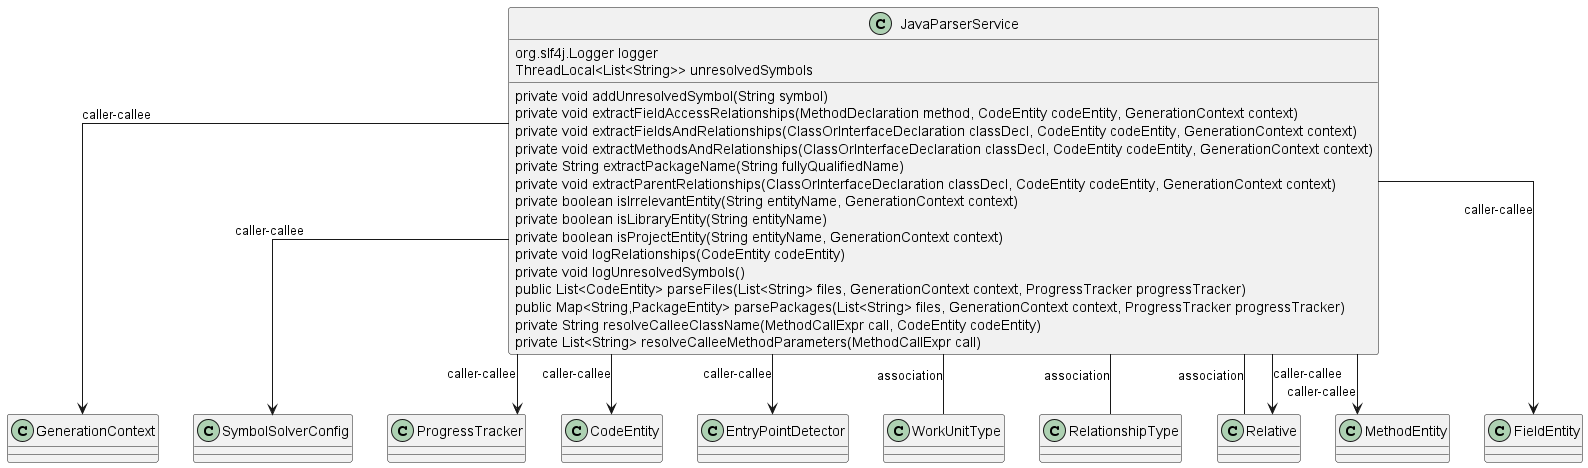 C JavaParserService
org.slf4j.Logger logger
ThreadLocal<List<String>> unresolvedSymbols
private void addUnresolvedSymbol(String symbol)
private void extractFieldAccessRelationships(MethodDeclaration method, CodeEntity codeEntity, GenerationContext context)
private void extractFieldsAndRelationships(ClassOrInterfaceDeclaration classDecl, CodeEntity codeEntity, GenerationContext context)
private void extractMethodsAndRelationships(ClassOrInterfaceDeclaration classDecl, CodeEntity codeEntity, GenerationContext context)
private String extractPackageName(String fullyQualifiedName)
private void extractParentRelationships(ClassOrInterfaceDeclaration classDecl, CodeEntity codeEntity, GenerationContext context)
private boolean isIrrelevantEntity(String entityName, GenerationContext context)
private boolean isLibraryEntity(String entityName)
private boolean isProjectEntity(String entityName, GenerationContext context)
private void logRelationships(CodeEntity codeEntity)
private void logUnresolvedSymbols()
public List<CodeEntity> parseFiles(List<String> files, GenerationContext context, ProgressTracker progressTracker)
public Map<String,PackageEntity> parsePackages(List<String> files, GenerationContext context, ProgressTracker progressTracker)
private String resolveCalleeClassName(MethodCallExpr call, CodeEntity codeEntity)
private List<String> resolveCalleeMethodParameters(MethodCallExpr call)
caller-callee
caller-callee
caller-callee
caller-callee
caller-callee
caller-callee
association
association
association
caller-callee
caller-callee
C GenerationContext
C SymbolSolverConfig
C ProgressTracker
C CodeEntity
C EntryPointDetector
C WorkUnitType
C RelationshipType
C Relative
C MethodEntity
C FieldEntity